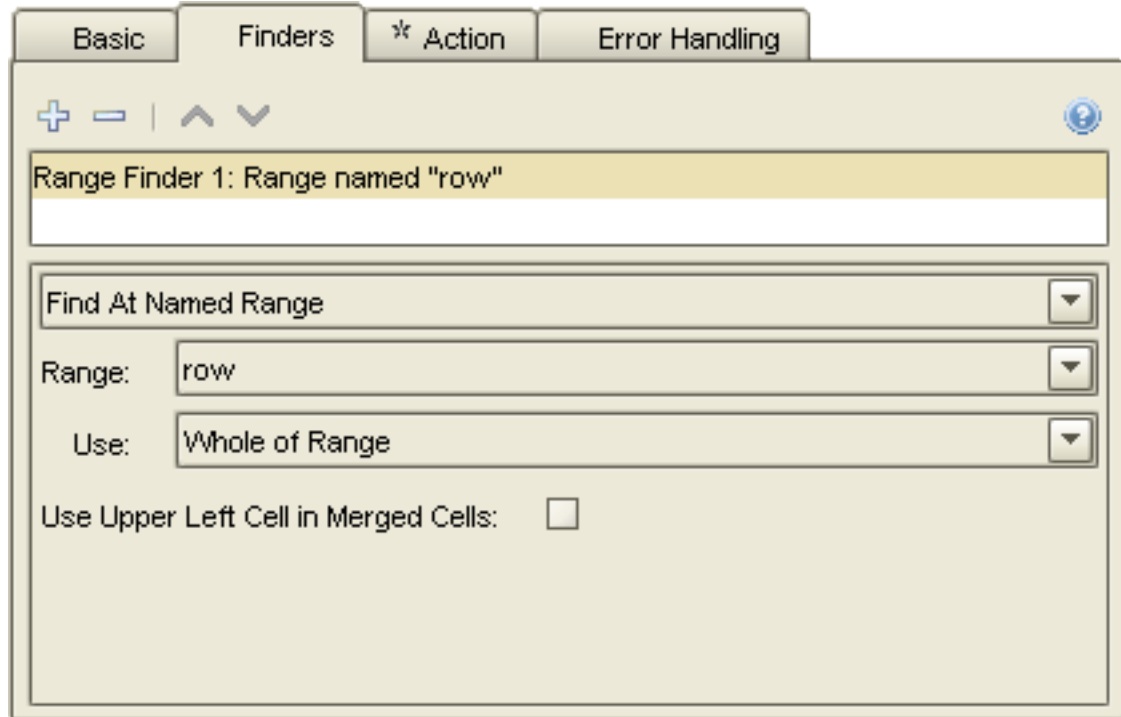 Basic Finders * Action Error Handling
Range Finder 1: Range named "row"
Find At Named Range
Range: row
Use: Whole of Range
Use Upper Left Cell in Merged Cells: